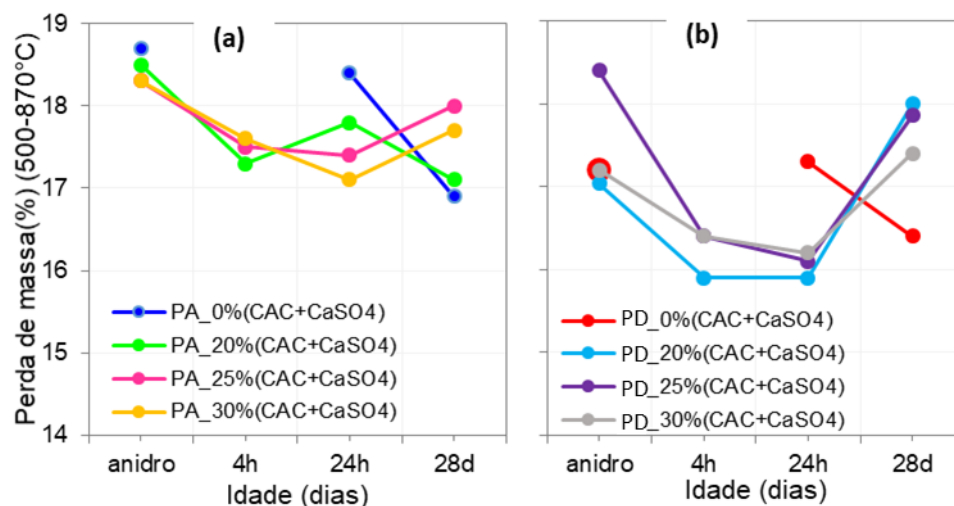 Perda de massa(%) (500-870°C)
19
18
17
16
15
14
(a)
PA_0%(CAC+CaSO4)
PA_20%(CAC+CaSO4)
PA_25%(CAC+CaSO4)
PA_30%(CAC+CaSO4)
anidro 4h 24h 28d
Idade (dias)
(b)
PD_0%(CAC+CaSO4)
PD_20%(CAC+CaSO4)
PD_25%(CAC+CaSO4)
PD_30%(CAC+CaSO4)
anidro 4h 24h 28d
Idade (dias)